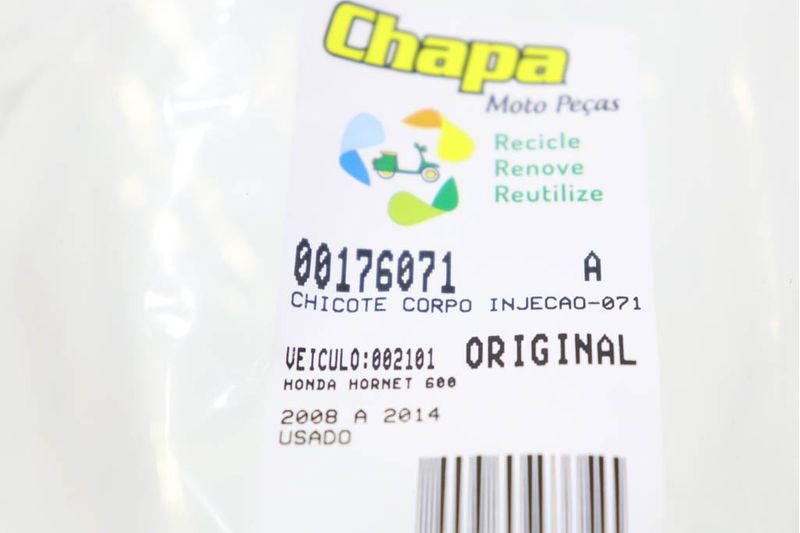 Chapa
Moto Peças
Recicle
Renove
Reutilize
00176071 A
CHICOTE CORPO INJECAO-071
VEICULO:002101 ORIGINAL
HONDA HORNET 600
2008 A 2014
USADO